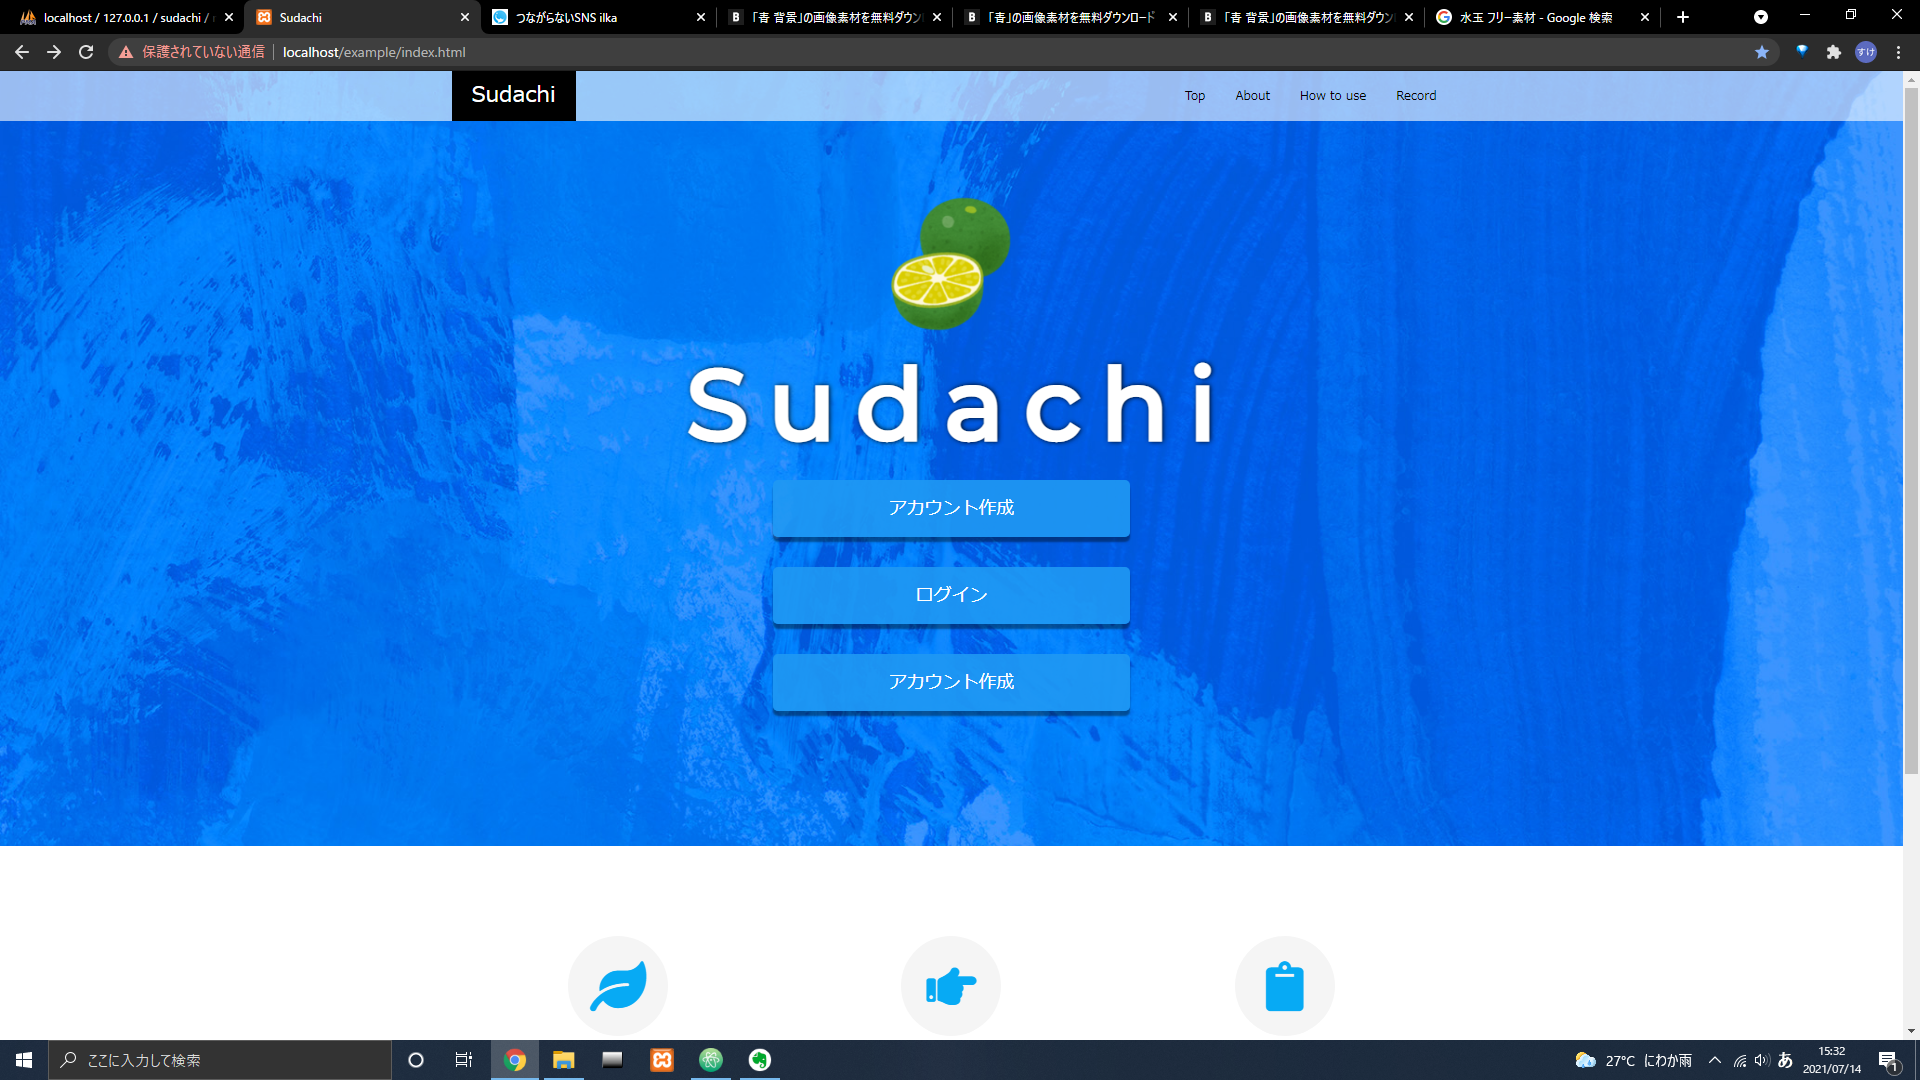 localhost / 127.0.0.1 / sudachi /
Sudachi
つながらないSNS ilka
「青 背景」の画像素材を無料ダウン
「青」の画像素材を無料ダウンロード
「青 背景」の画像素材を無料ダウン
水玉 フリー素材 - Google 検索
保護されていない通信
localhost/example/index.html
すけ
Sudachi
Top
About
How to use
Record
Sudachi
アカウント作成
ログイン
アカウント作成
ここに入力して検索
27°C にわか雨
あ
15:32
2021/07/14
1